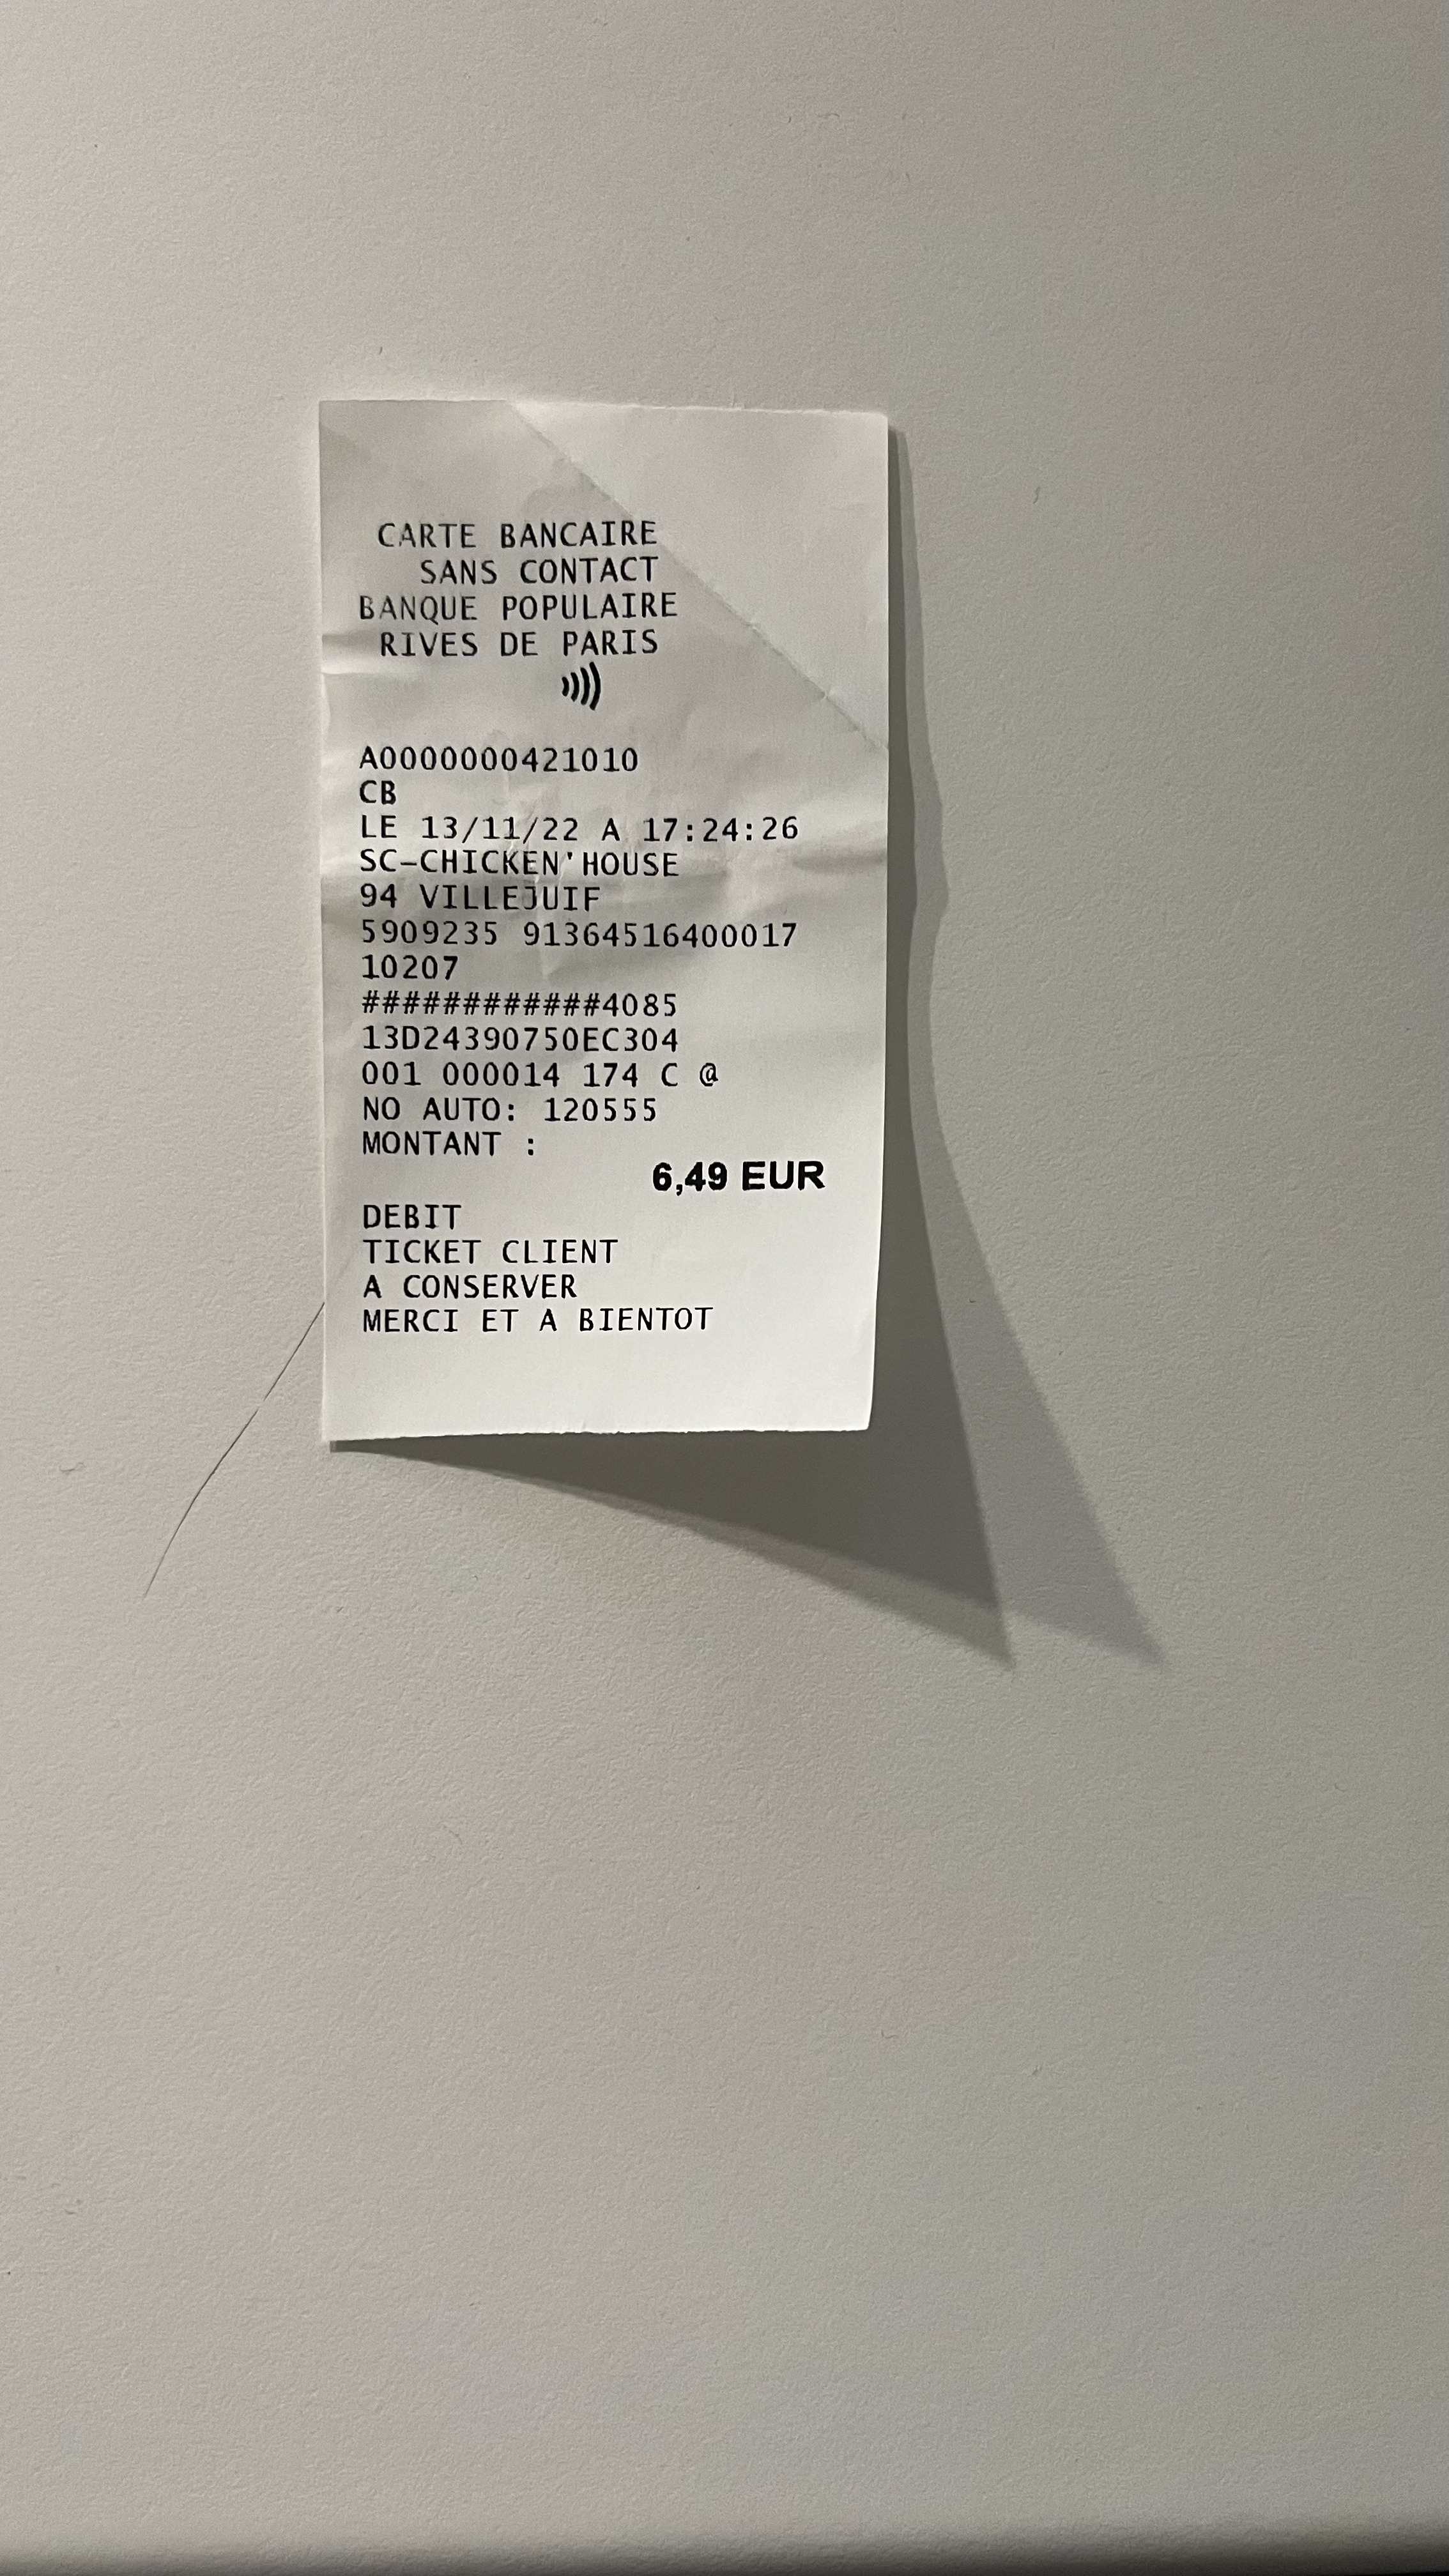 CARTE BANCAIRE
SANS CONTACT
BANQUE POPULAIRE
RIVES DE PARIS
A0000000421010
CB
LE 13/11/22 A 17:24:26
SC-CHICKEN'HOUSE
94 VILLEJUIF
5909235 91364516400017
10207
############4085
13D24390750EC304
001 000014 174 C @
NO AUTO: 120555
MONTANT :
6,49 EUR
DEBIT
TICKET CLIENT
A CONSERVER
MERCI ET A BIENTOT